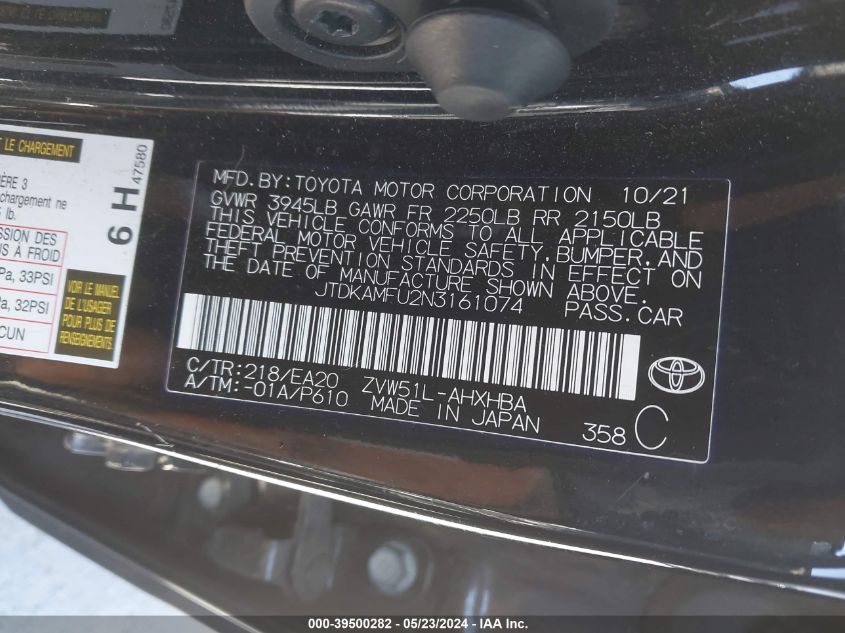 LE CHARGEMENT
ÈRE 3
chargement ne
lb.
6 H 47580
SSION DES
S À FROID
Pa, 33PSI
a, 32PSI
CUN
VOIR LE MANUEL
DE L'USAGER
POUR PLUS DE
RENSEIGNEMENTS.
MFD.BY:TOYOTA MOTOR CORPORATION 10/21
GVWR 3945LB GAWR FR 2250LB RR 2150LB
THIS VEHICLE CONFORMS TO ALL APPLICABLE
FEDERAL MOTOR VEHICLE SAFETY,BUMPER,AND
THEFT PREVENTION STANDARDS IN EFFECT ON
THE DATE OF MANUFACTURE SHOWN ABOVE.
JTDKAMFU2N3161074 PASS.CAR
C/TR:218/EA20 ZVW51L-AHXHBA
A/TM:-01A/P610 MADE IN JAPAN 358 C
000-39500282 - 05/23/2024 - IAA Inc.